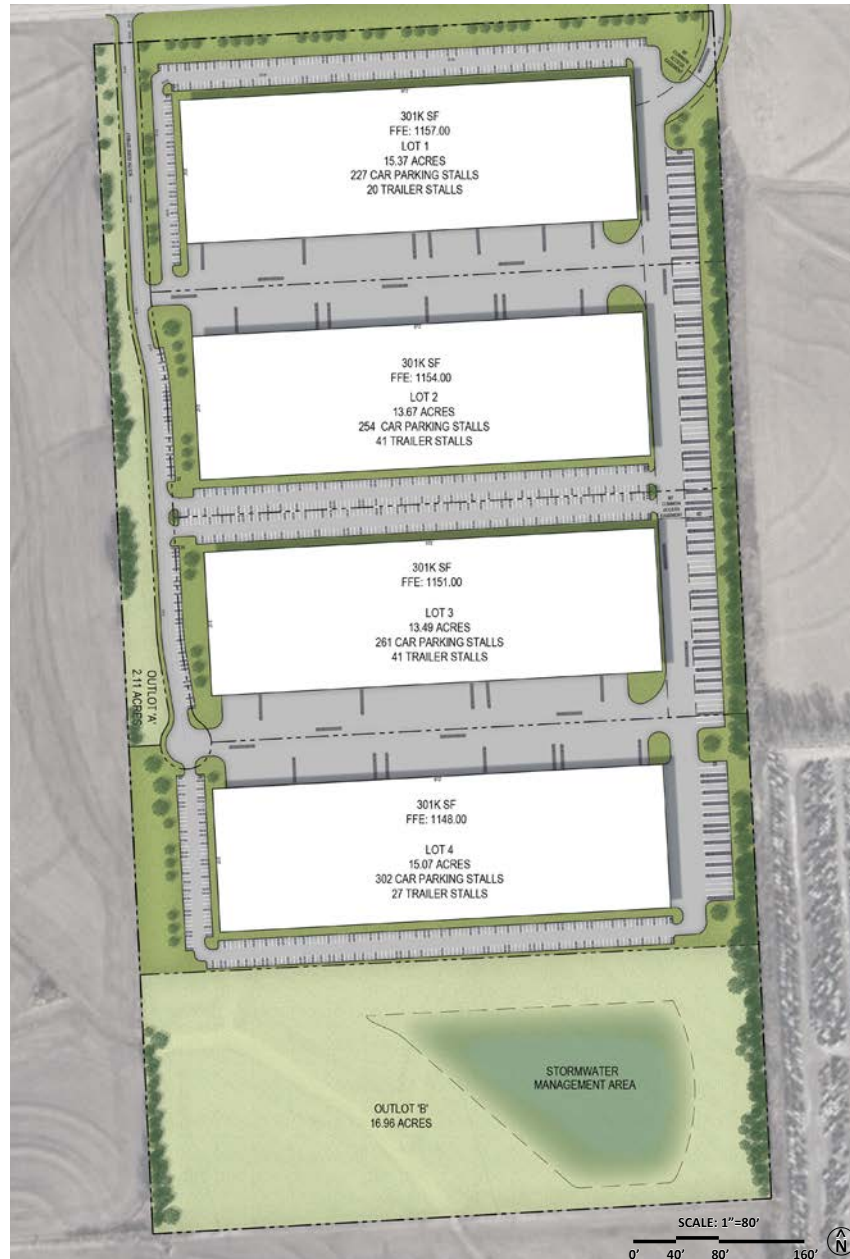 301K SF
FFE: 1157.00
LOT 1
15.37 ACRES
227 CAR PARKING STALLS
20 TRAILER STALLS
301K SF
FFE: 1154.00
LOT 2
13.67 ACRES
254 CAR PARKING STALLS
41 TRAILER STALLS
COMMON
ACCESS
EASEMENT
301K SF
FFE: 1151.00
LOT 3
13.49 ACRES
261 CAR PARKING STALLS
41 TRAILER STALLS
OUTLOT 'A'
2.11 ACRES
301K SF
FFE: 1148.00
LOT 4
15.07 ACRES
302 CAR PARKING STALLS
27 TRAILER STALLS
STORMWATER
MANAGEMENT AREA
OUTLOT 'B'
16.96 ACRES
SCALE: 1"=80'
0' 40' 80' 160'
N